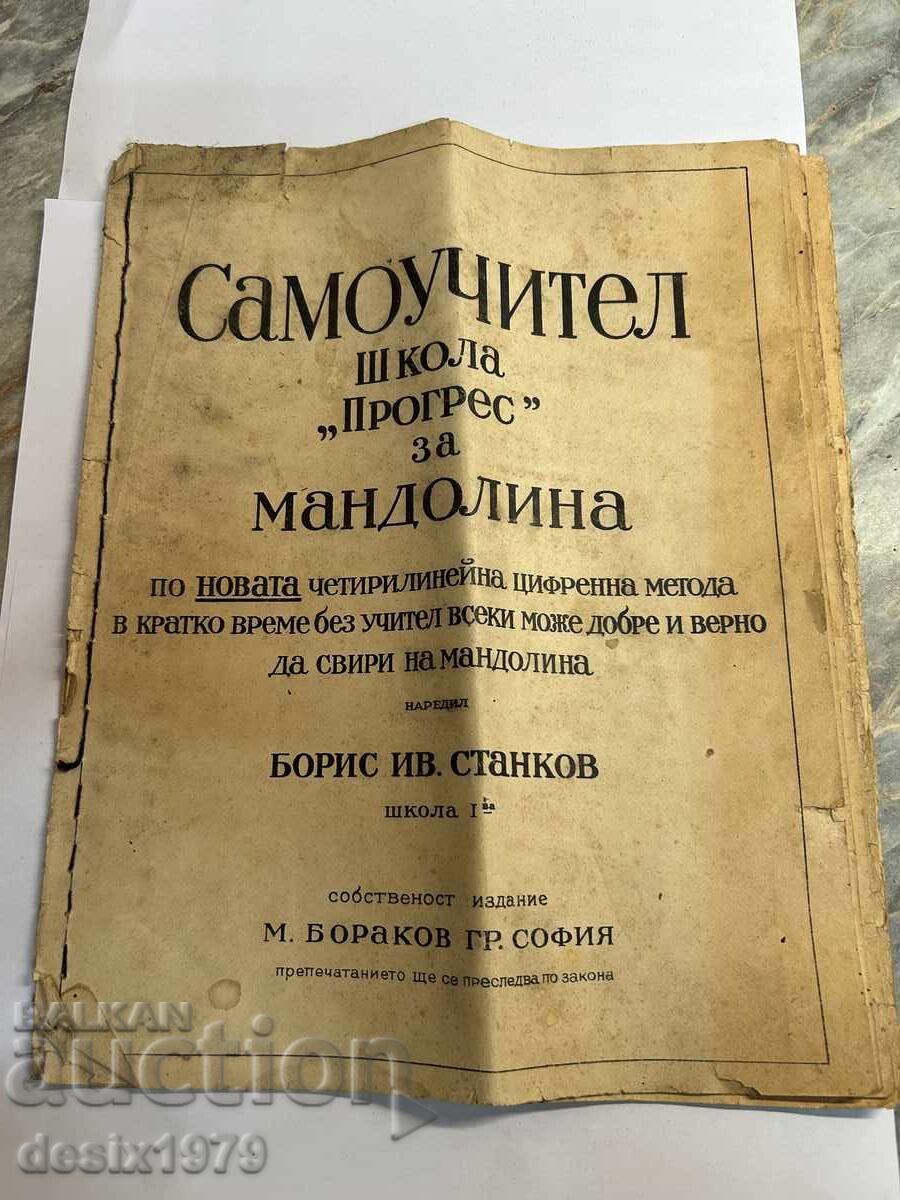 Самоучител
школа
„Прогрес”
за
мандолина
по новата четирилинейна цифренна метода
в кратко време без учител всеки може добре и верно
да свири на мандолина
наредил
Борис Ив. Станков
школа Iва
собственост издание
М. Бораков гр. София
препечатанието ще се преследва по закона
BALKAN
auction
desix1979